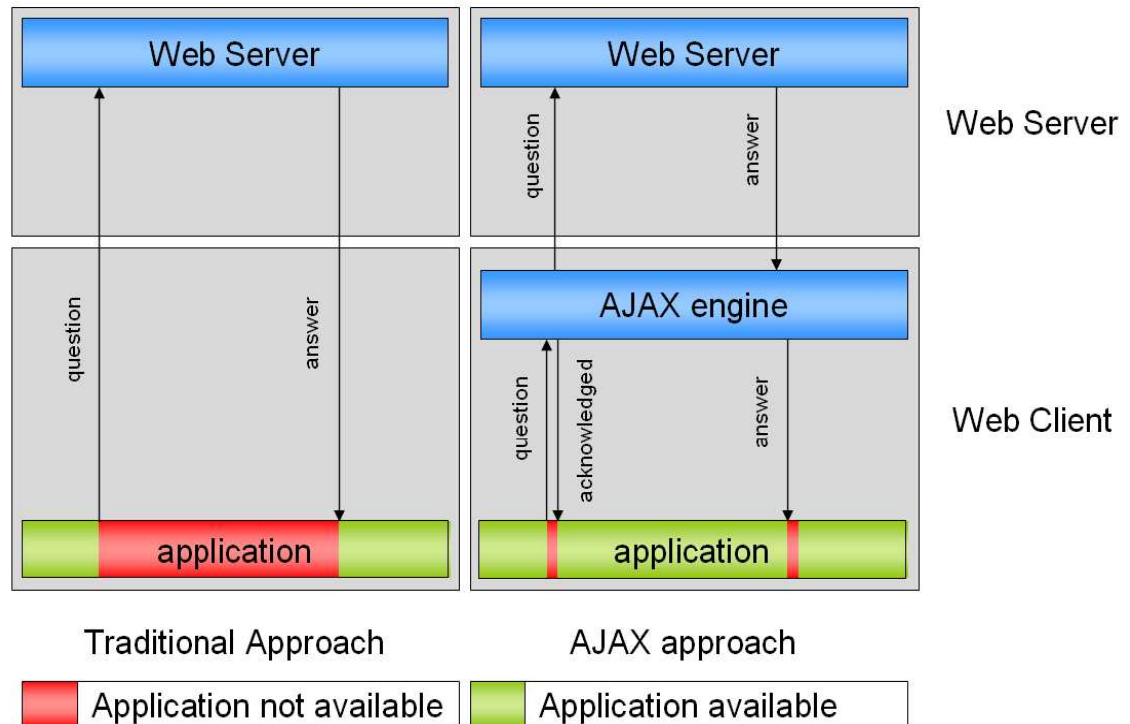 Web Server
Web Server
Web Server
question
answer
question
answer
AJAX engine
question
acknowledged
answer
Web Client
application
application
Traditional Approach
AJAX approach
Application not available
Application available